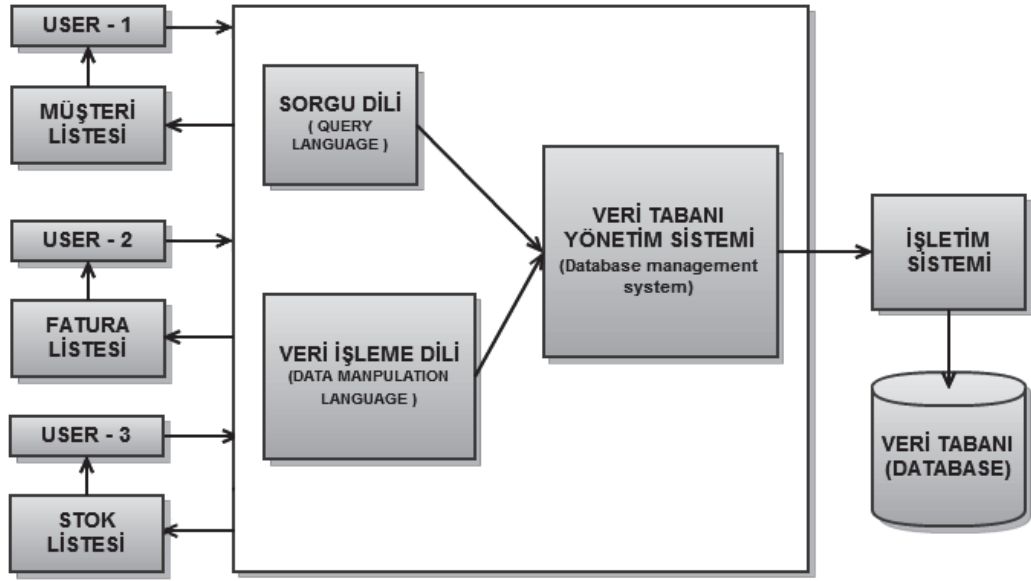 USER - 1
MÜŞTERİ
LİSTESİ
USER - 2
FATURA
LİSTESİ
USER - 3
STOK
LİSTESİ
SORGU DİLİ
( QUERY
LANGUAGE )
VERİ İŞLEME DİLİ
(DATA MANPULATION
LANGUAGE )
VERİ TABANI
YÖNETİM SİSTEMİ
(Database management
system)
İŞLETİM
SİSTEMİ
VERİ TABANI
(DATABASE)